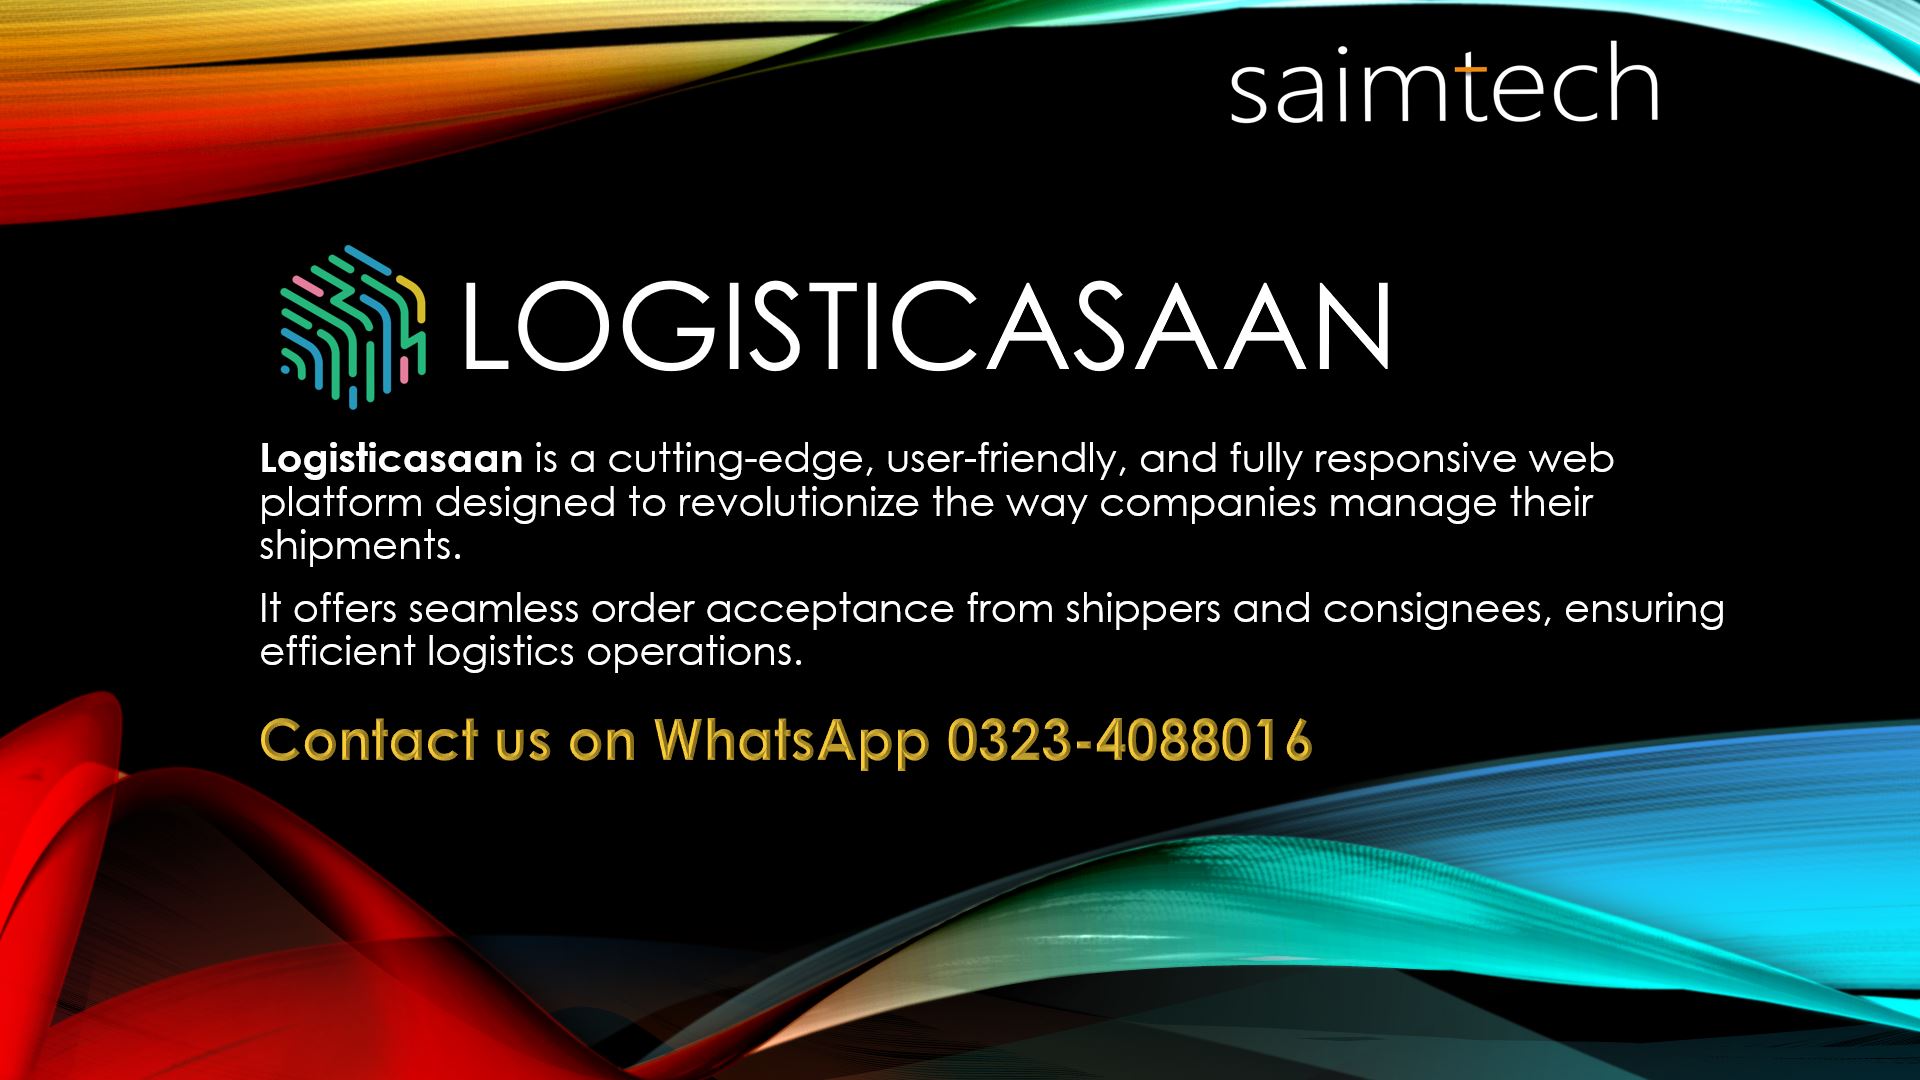 saimtech
LOGISTICASAAN
Logisticasaan is a cutting-edge, user-friendly, and fully responsive web
platform designed to revolutionize the way companies manage their
shipments.
It offers seamless order acceptance from shippers and consignees, ensuring
efficient logistics operations.
Contact us on WhatsApp 0323-4088016